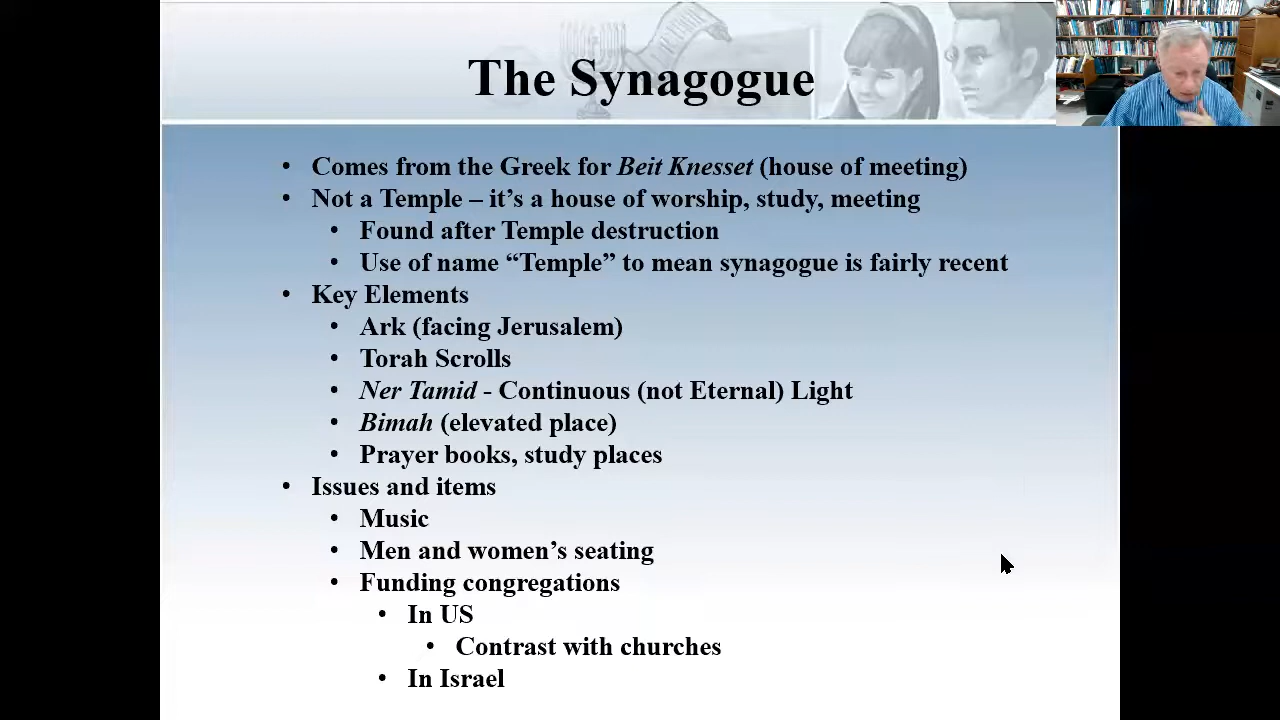 The Synagogue
• Comes from the Greek for Beit Knesset (house of meeting)
• Not a Temple – it’s a house of worship, study, meeting
• Found after Temple destruction
• Use of name “Temple” to mean synagogue is fairly recent
• Key Elements
• Ark (facing Jerusalem)
• Torah Scrolls
• Ner Tamid - Continuous (not Eternal) Light
• Bimah (elevated place)
• Prayer books, study places
• Issues and items
• Music
• Men and women’s seating
• Funding congregations
• In US
• Contrast with churches
• In Israel